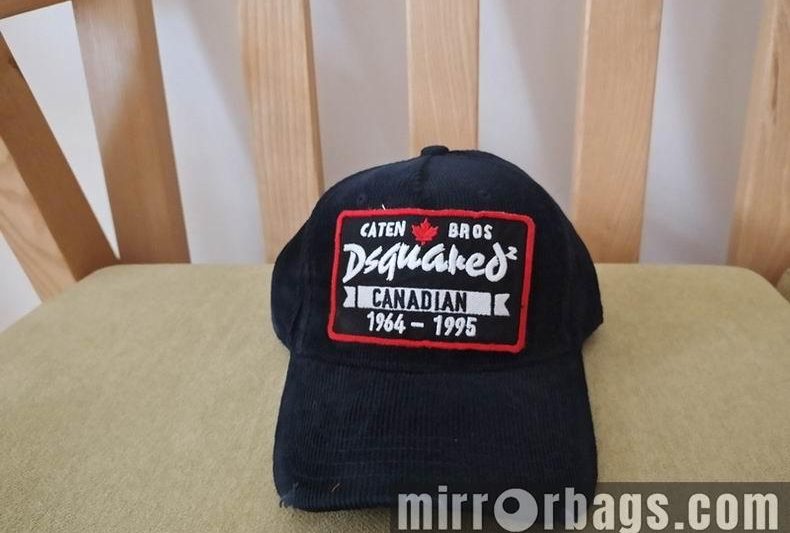 CATEN BROS
Dsquared2
CANADIAN
1964 - 1995
mirrorbags.com